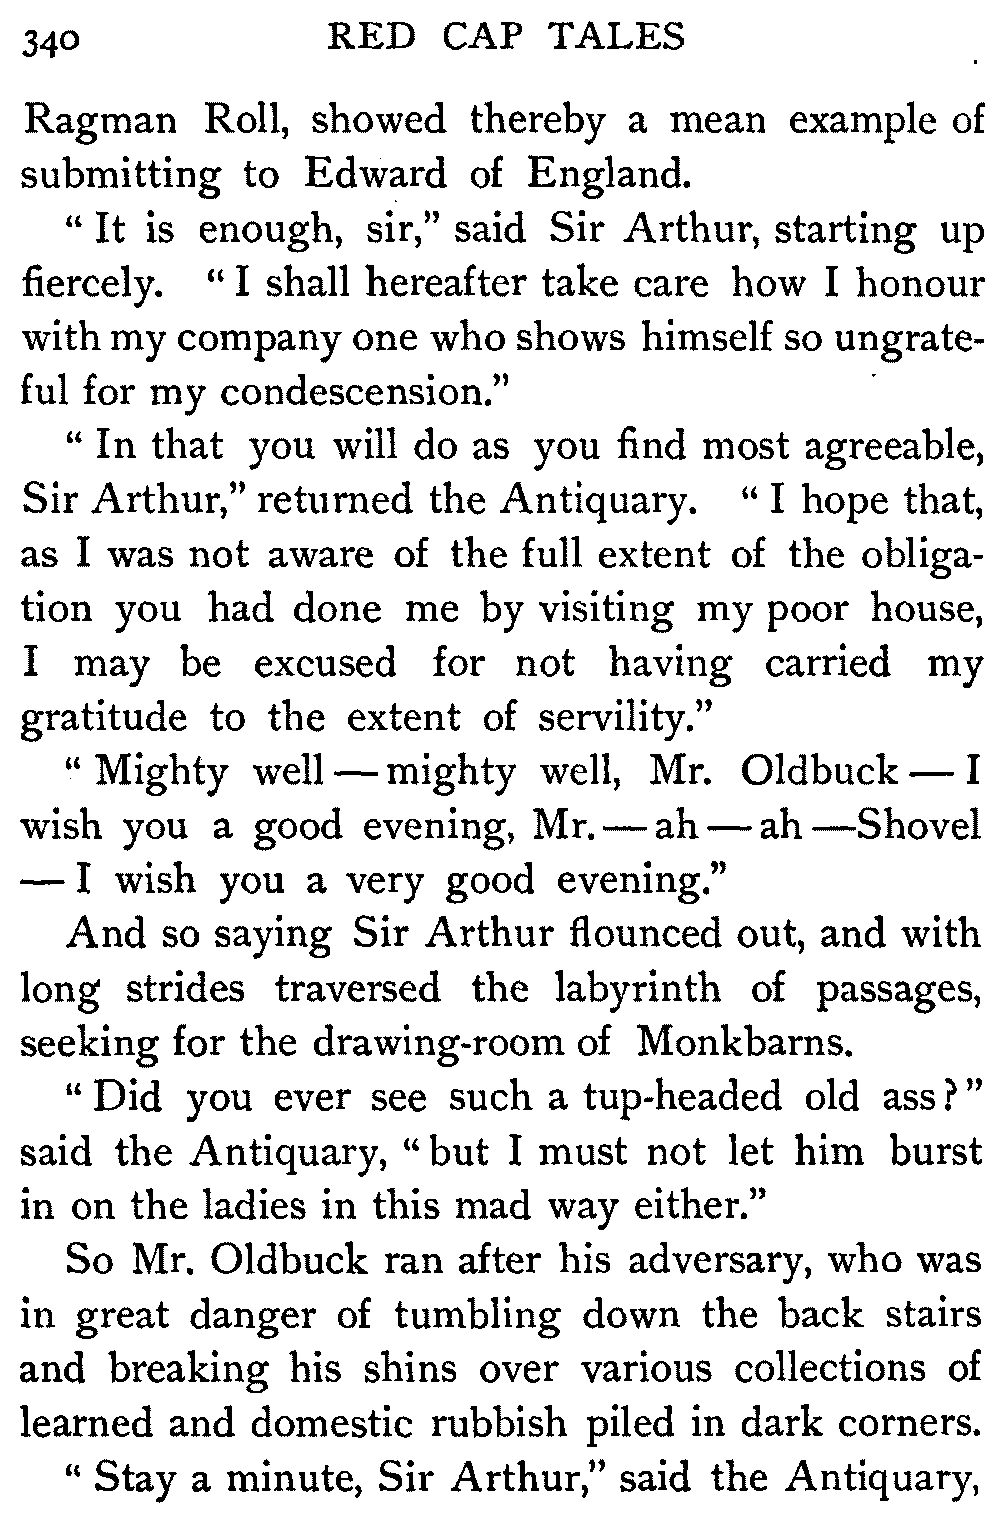 340 RED CAP TALES
Ragman Roll, showed thereby a mean example of
submitting to Edward of England.
“ It is enough, sir,” said Sir Arthur, starting up
fiercely. “ I shall hereafter take care how I honour
with my company one who shows himself so ungrate-
ful for my condescension.”
“ In that you will do as you find most agreeable,
Sir Arthur,” returned the Antiquary. “ I hope that,
as I was not aware of the full extent of the obliga-
tion you had done me by visiting my poor house,
I may be excused for not having carried my
gratitude to the extent of servility.”
“ Mighty well — mighty well, Mr. Oldbuck — I
wish you a good evening, Mr. — ah — ah —Shovel
— I wish you a very good evening.”
And so saying Sir Arthur flounced out, and with
long strides traversed the labyrinth of passages,
seeking for the drawing-room of Monkbarns.
“ Did you ever see such a tup-headed old ass ? ”
said the Antiquary, “ but I must not let him burst
in on the ladies in this mad way either.”
So Mr. Oldbuck ran after his adversary, who was
in great danger of tumbling down the back stairs
and breaking his shins over various collections of
learned and domestic rubbish piled in dark corners.
“ Stay a minute, Sir Arthur,” said the Antiquary,